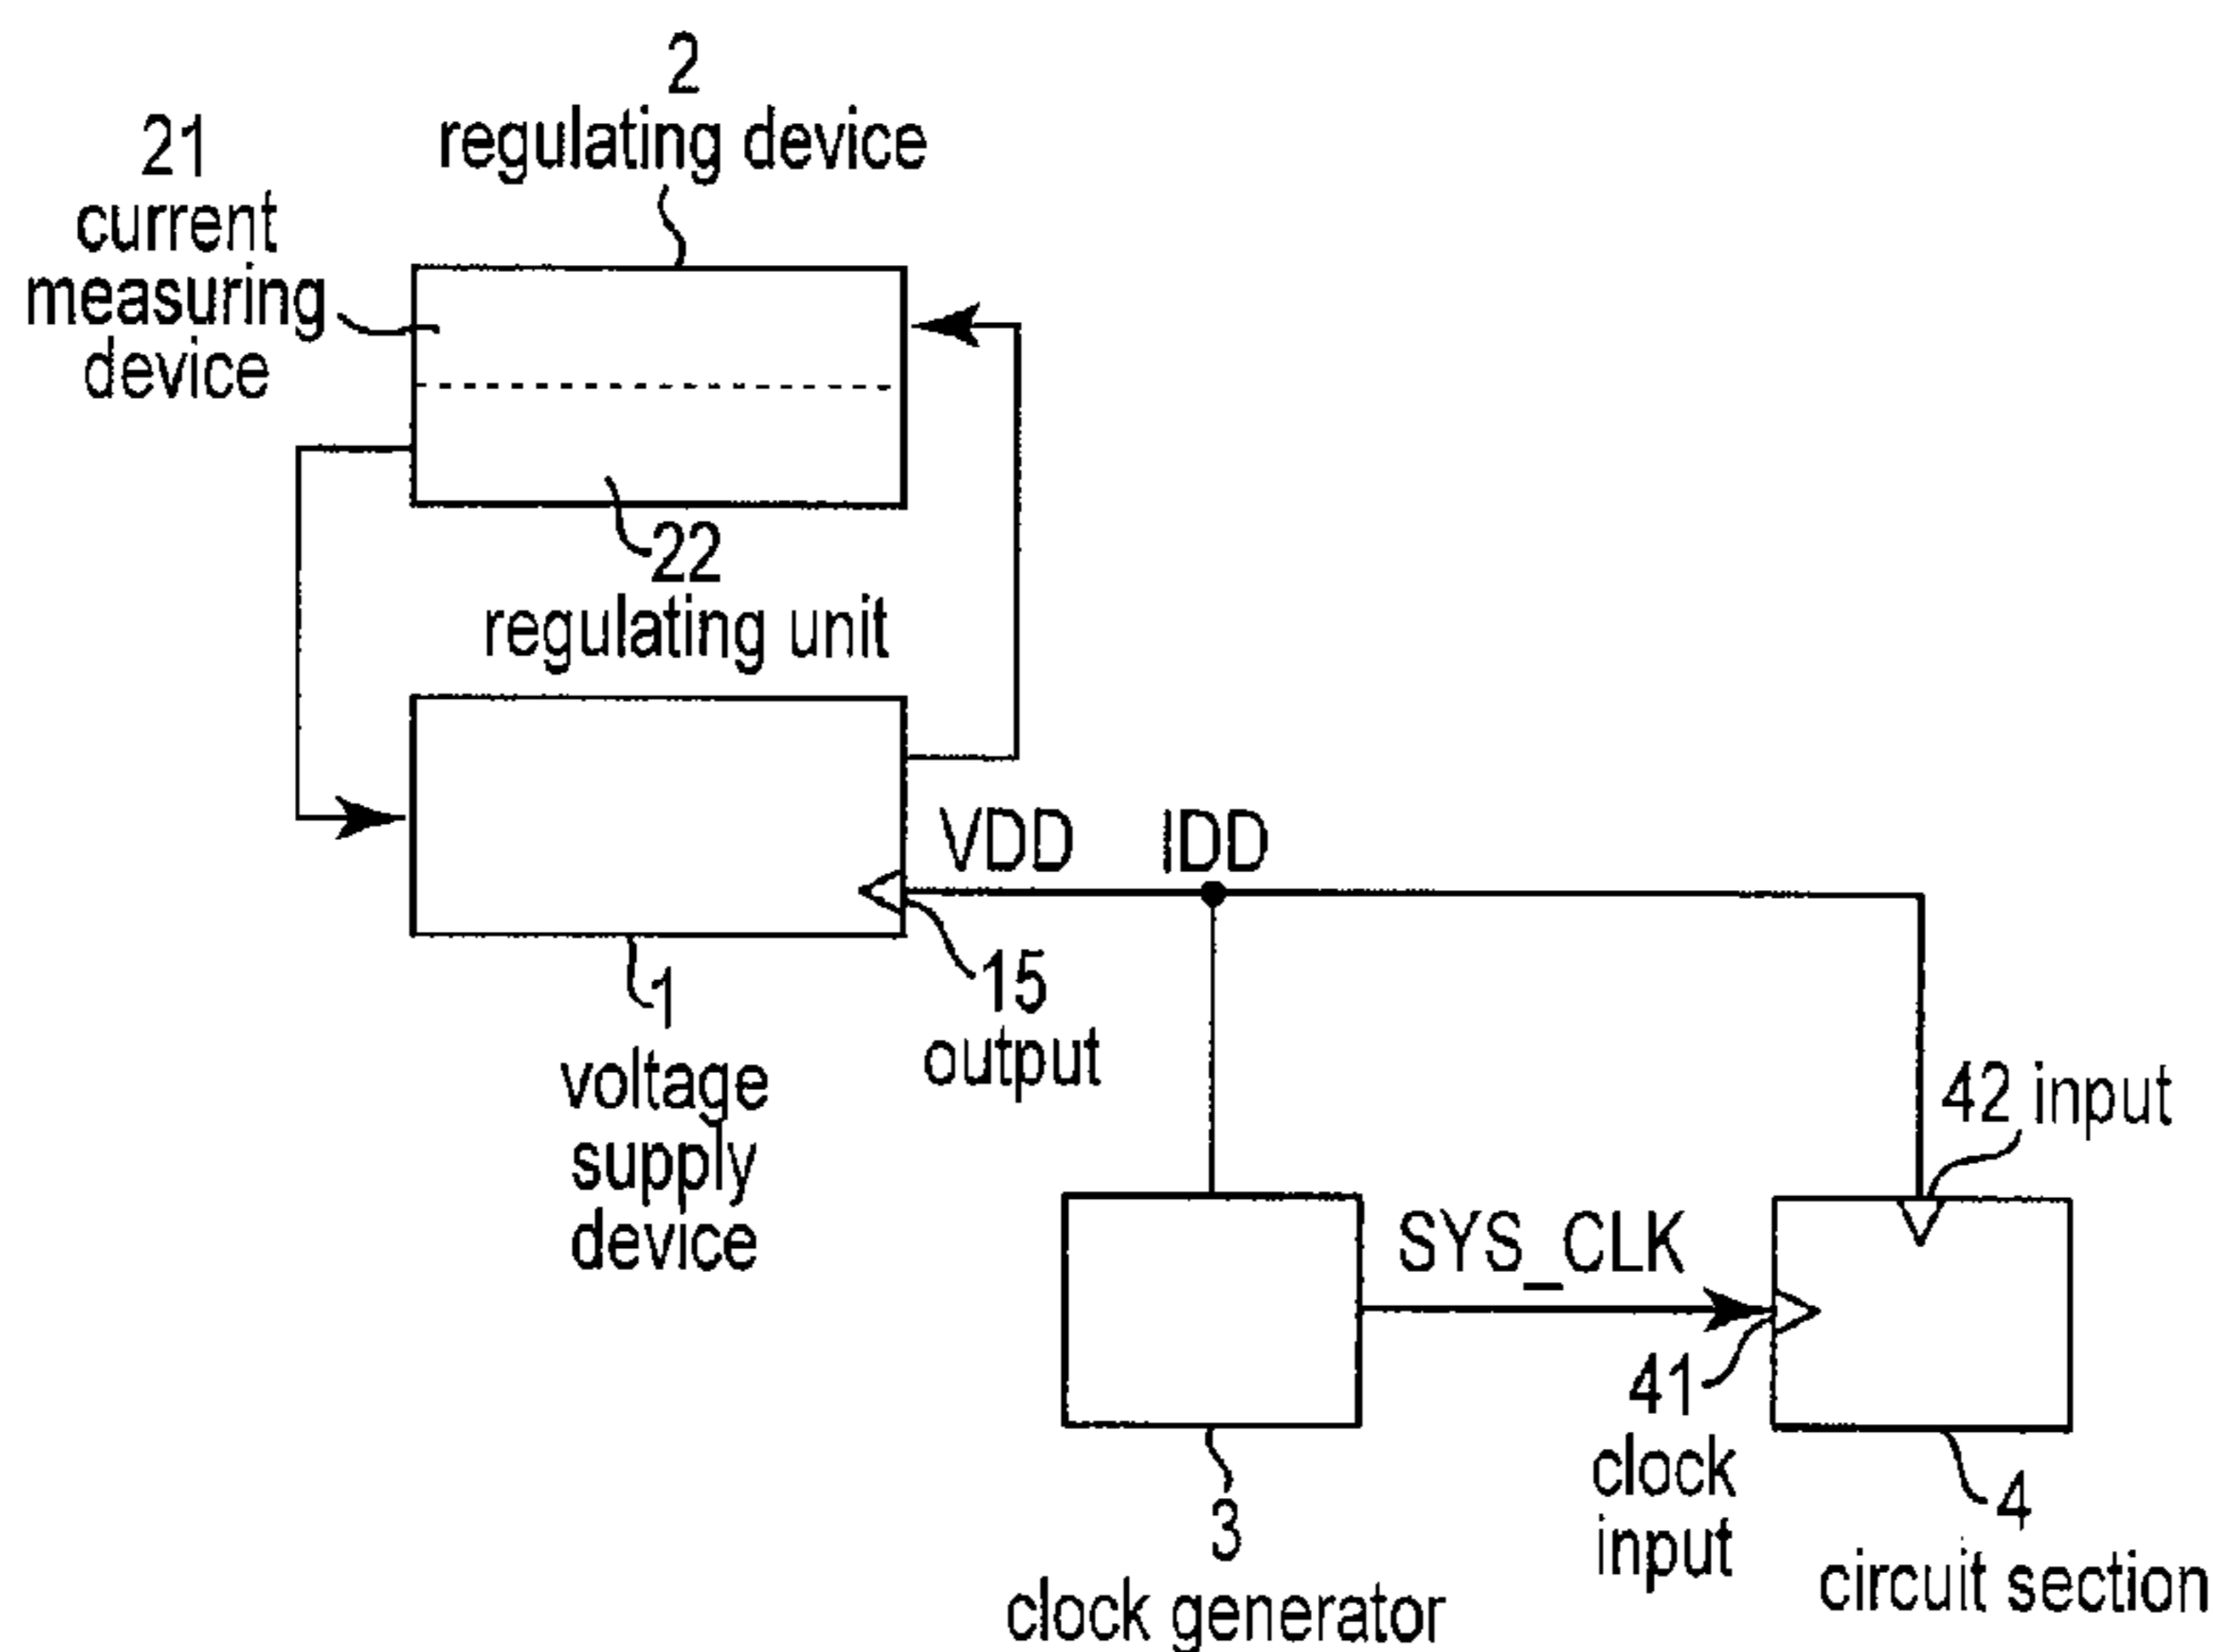 2
regulating device
21
current
measuring
device
22
regulating unit
VDD IDD
15
output
1
voltage
supply
device
42 input
SYS_CLK
41
clock
input
3
clock generator
4
circuit section